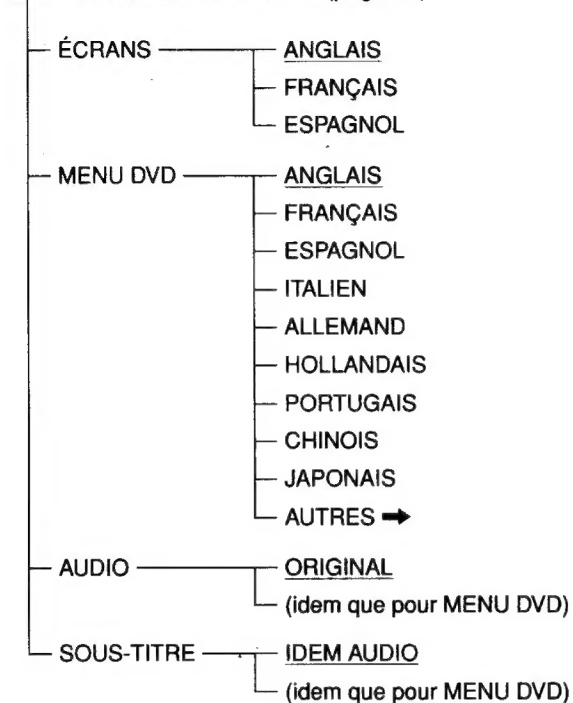 ÉCRANS ANGLAIS
FRANÇAIS
ESPAGNOL
MENU DVD ANGLAIS
FRANÇAIS
ESPAGNOL
ITALIEN
ALLEMAND
HOLLANDAIS
PORTUGAIS
CHINOIS
JAPONAIS
AUTRES ➡
AUDIO ORIGINAL
(idem que pour MENU DVD)
SOUS-TITRE IDEM AUDIO
(idem que pour MENU DVD)